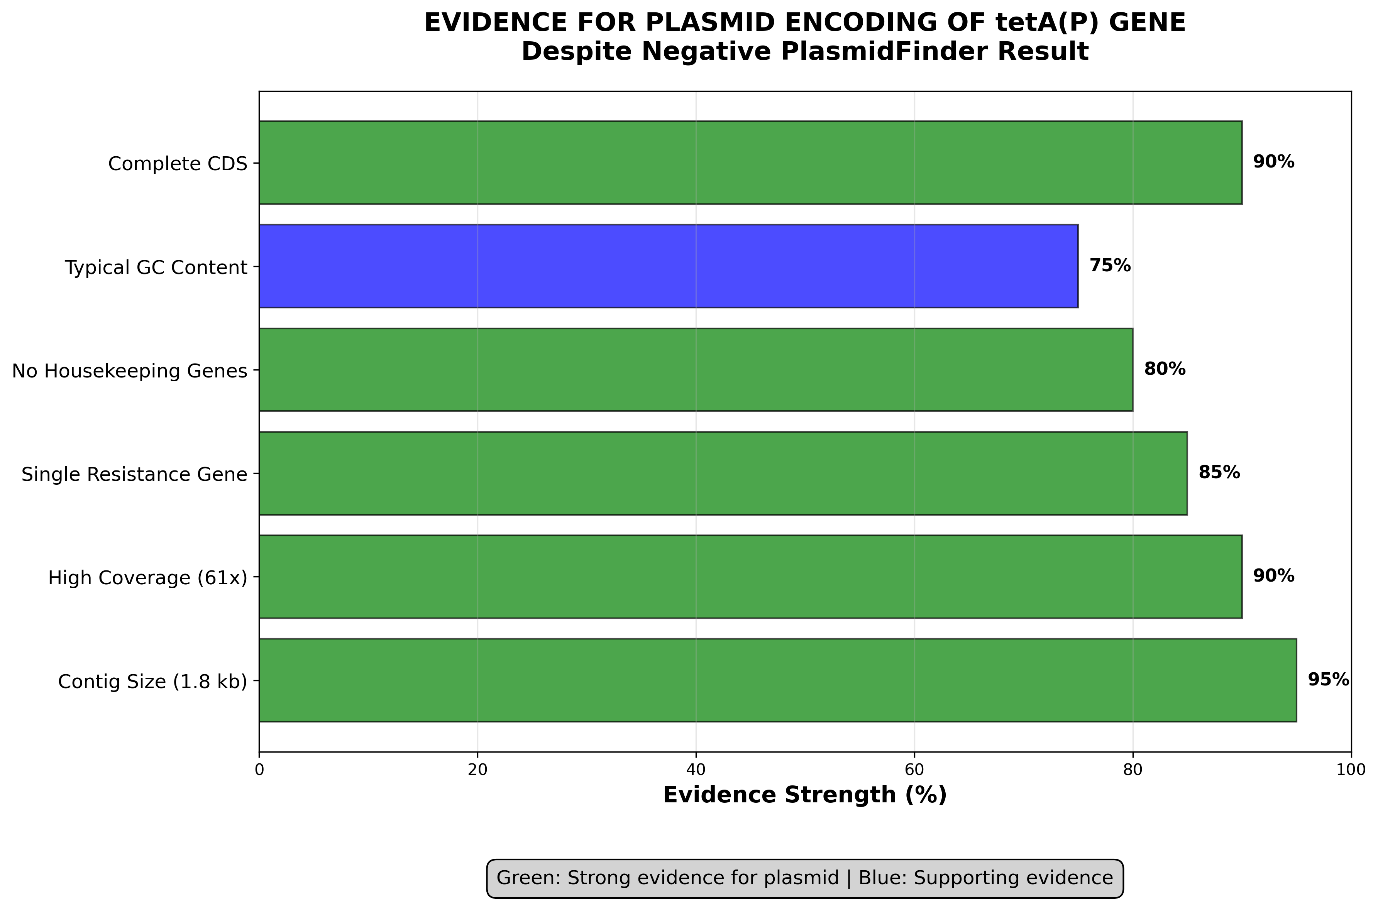 EVIDENCE FOR PLASMID ENCODING OF tetA(P) GENE
Despite Negative PlasmidFinder Result
Complete CDS
90%
Typical GC Content
75%
No Housekeeping Genes
80%
Single Resistance Gene
85%
High Coverage (61x)
90%
Contig Size (1.8 kb)
95%
0 20 40 60 80 100
Evidence Strength (%)
Green: Strong evidence for plasmid | Blue: Supporting evidence